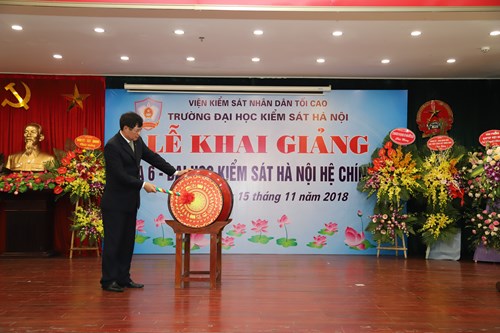 VIỆN KIỂM SÁT NHÂN DÂN TỐI CAO
TRƯỜNG ĐẠI HỌC KIỂM SÁT HÀ NỘI
LỄ KHAI GIẢNG
6 - ĐẠI HỌC KIỂM SÁT HÀ NỘI HỆ CHÍN
15 tháng 11 năm 2018